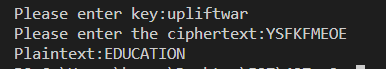 Please enter key:upliftwar
Please enter the ciphertext:YSFKFMEOE
Plaintext:EDUCATION